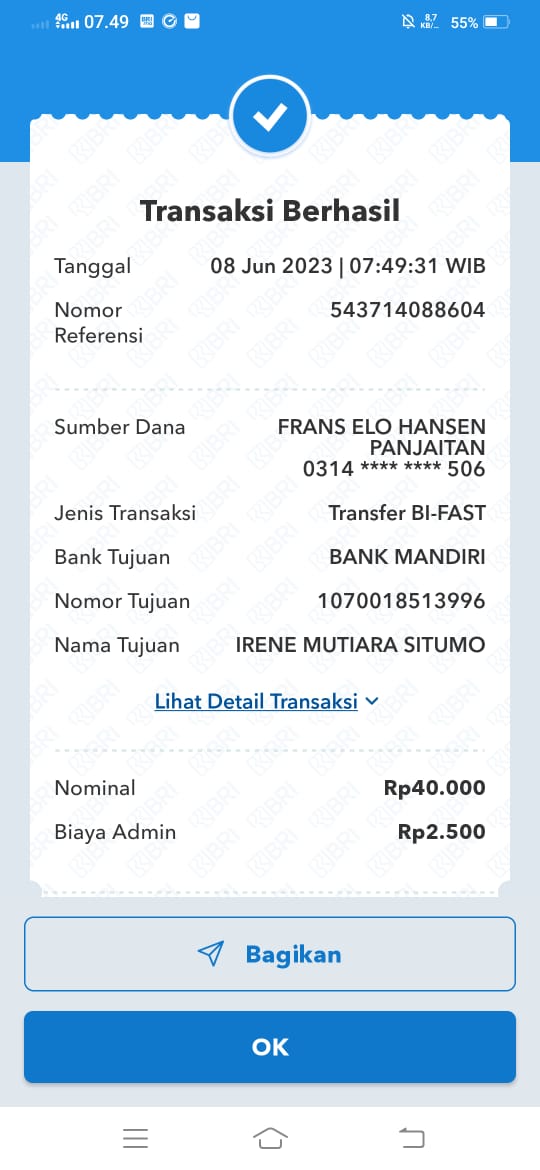 4G 07.49 8,7 KB/.. 55%
Transaksi Berhasil
Tanggal 08 Jun 2023 | 07:49:31 WIB
Nomor Referensi 543714088604
Sumber Dana FRANS ELO HANSEN
PANJAITAN
0314 **** **** 506
Jenis Transaksi Transfer BI-FAST
Bank Tujuan BANK MANDIRI
Nomor Tujuan 1070018513996
Nama Tujuan IRENE MUTIARA SITUMO
Lihat Detail Transaksi
Nominal Rp40.000
Biaya Admin Rp2.500
Bagikan
OK